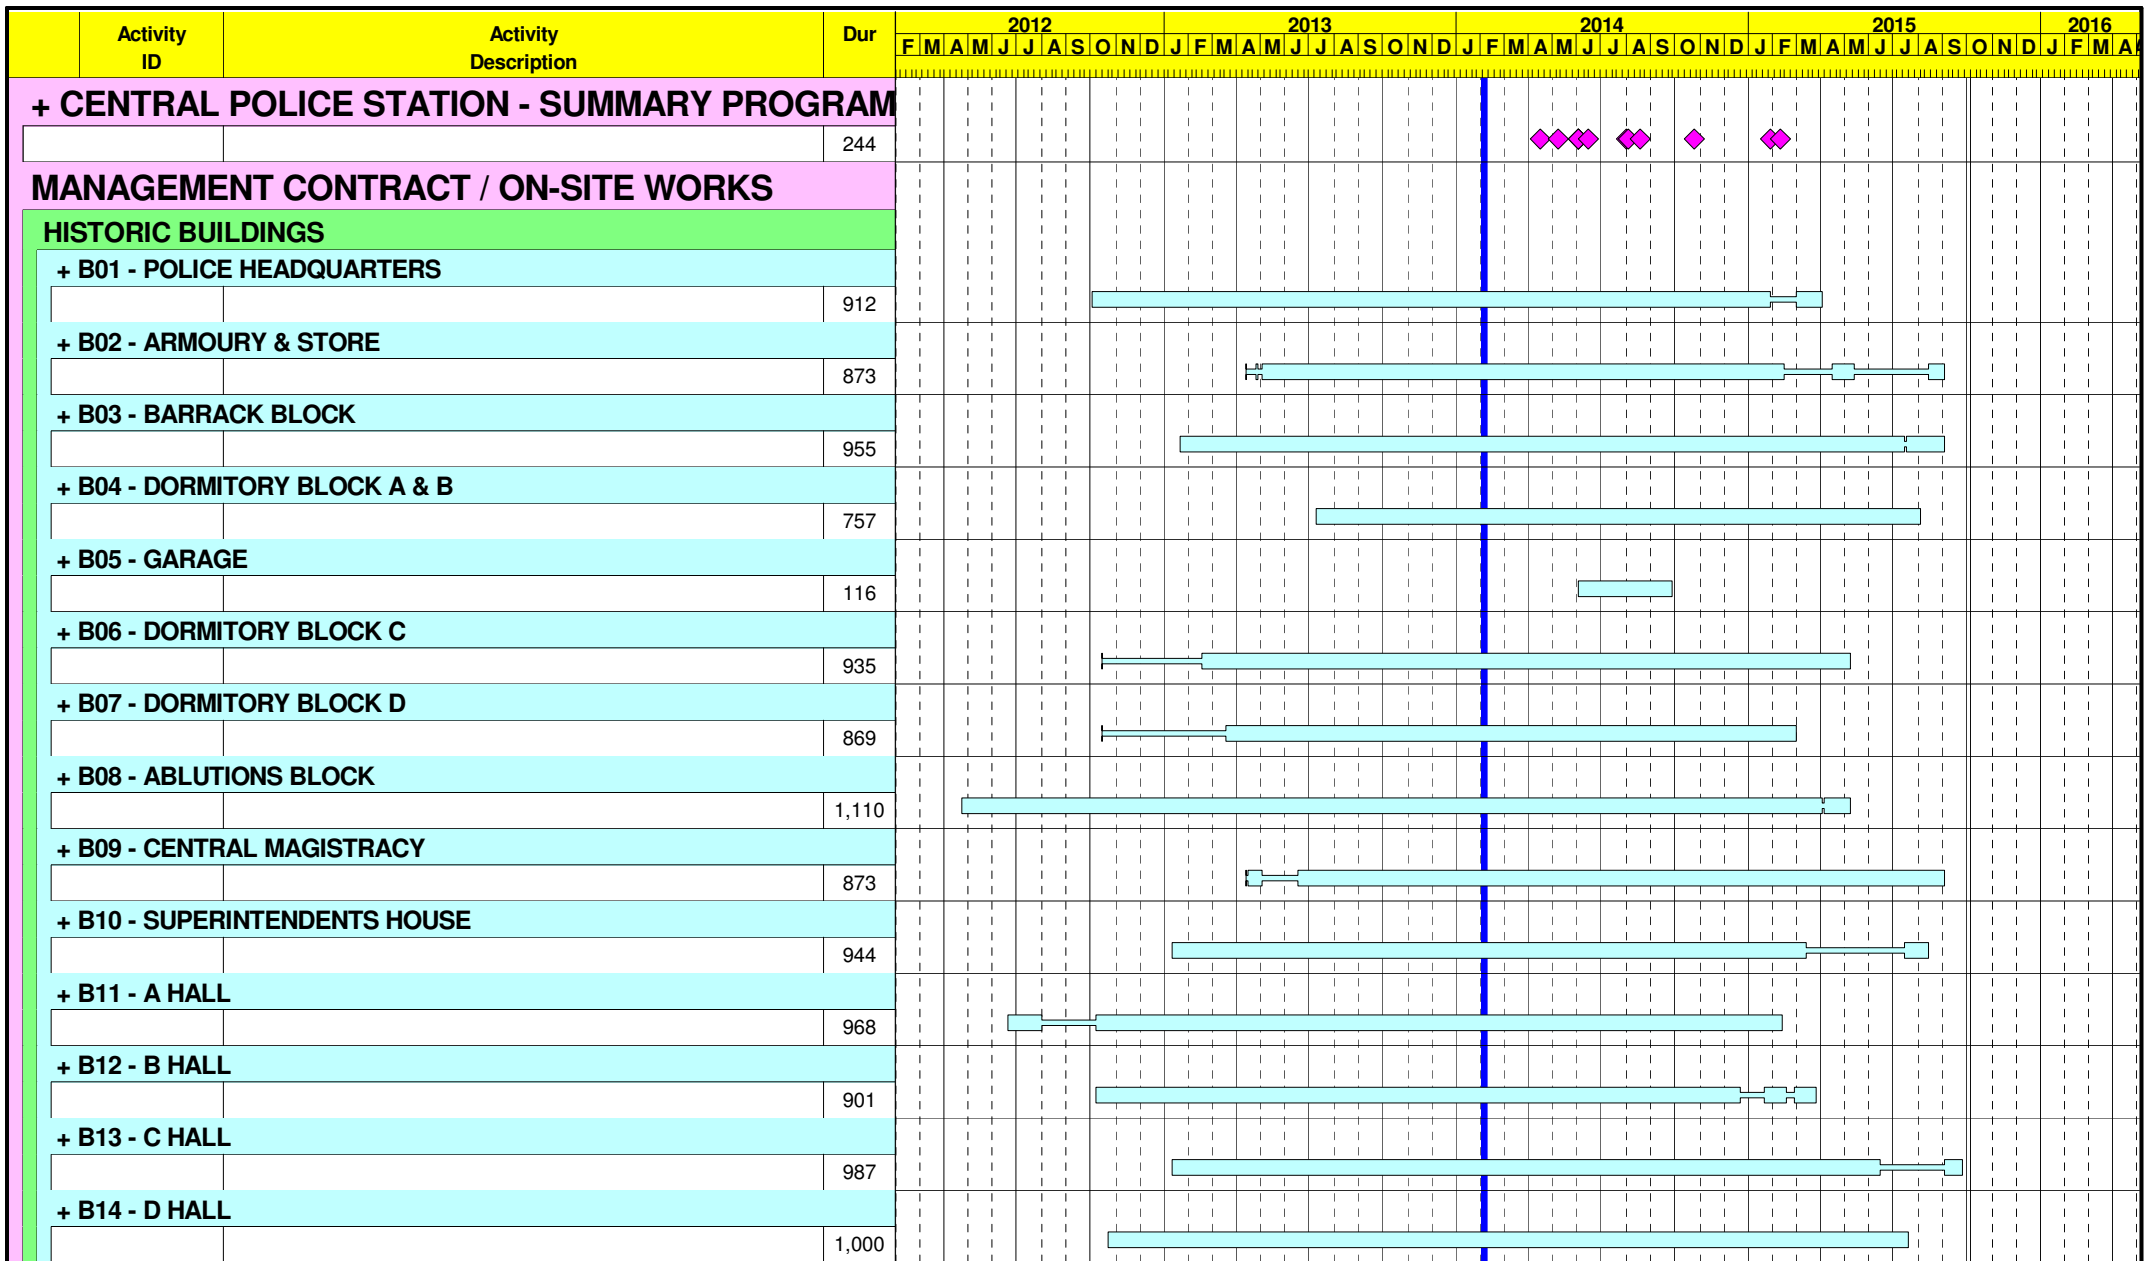 Activity ID
Activity Description
Dur
2012 2013 2014 2015 2016
F M A M J J A S O N D J F M A M J J A S O N D J F M A M J J A S O N D J F M A M J J A S O N D J F M A
+ CENTRAL POLICE STATION - SUMMARY PROGRAM
244
MANAGEMENT CONTRACT / ON-SITE WORKS
HISTORIC BUILDINGS
+ B01 - POLICE HEADQUARTERS
912
+ B02 - ARMOURY & STORE
873
+ B03 - BARRACK BLOCK
955
+ B04 - DORMITORY BLOCK A & B
757
+ B05 - GARAGE
116
+ B06 - DORMITORY BLOCK C
935
+ B07 - DORMITORY BLOCK D
869
+ B08 - ABLUTIONS BLOCK
1,110
+ B09 - CENTRAL MAGISTRACY
873
+ B10 - SUPERINTENDENTS HOUSE
944
+ B11 - A HALL
968
+ B12 - B HALL
901
+ B13 - C HALL
987
+ B14 - D HALL
1,000